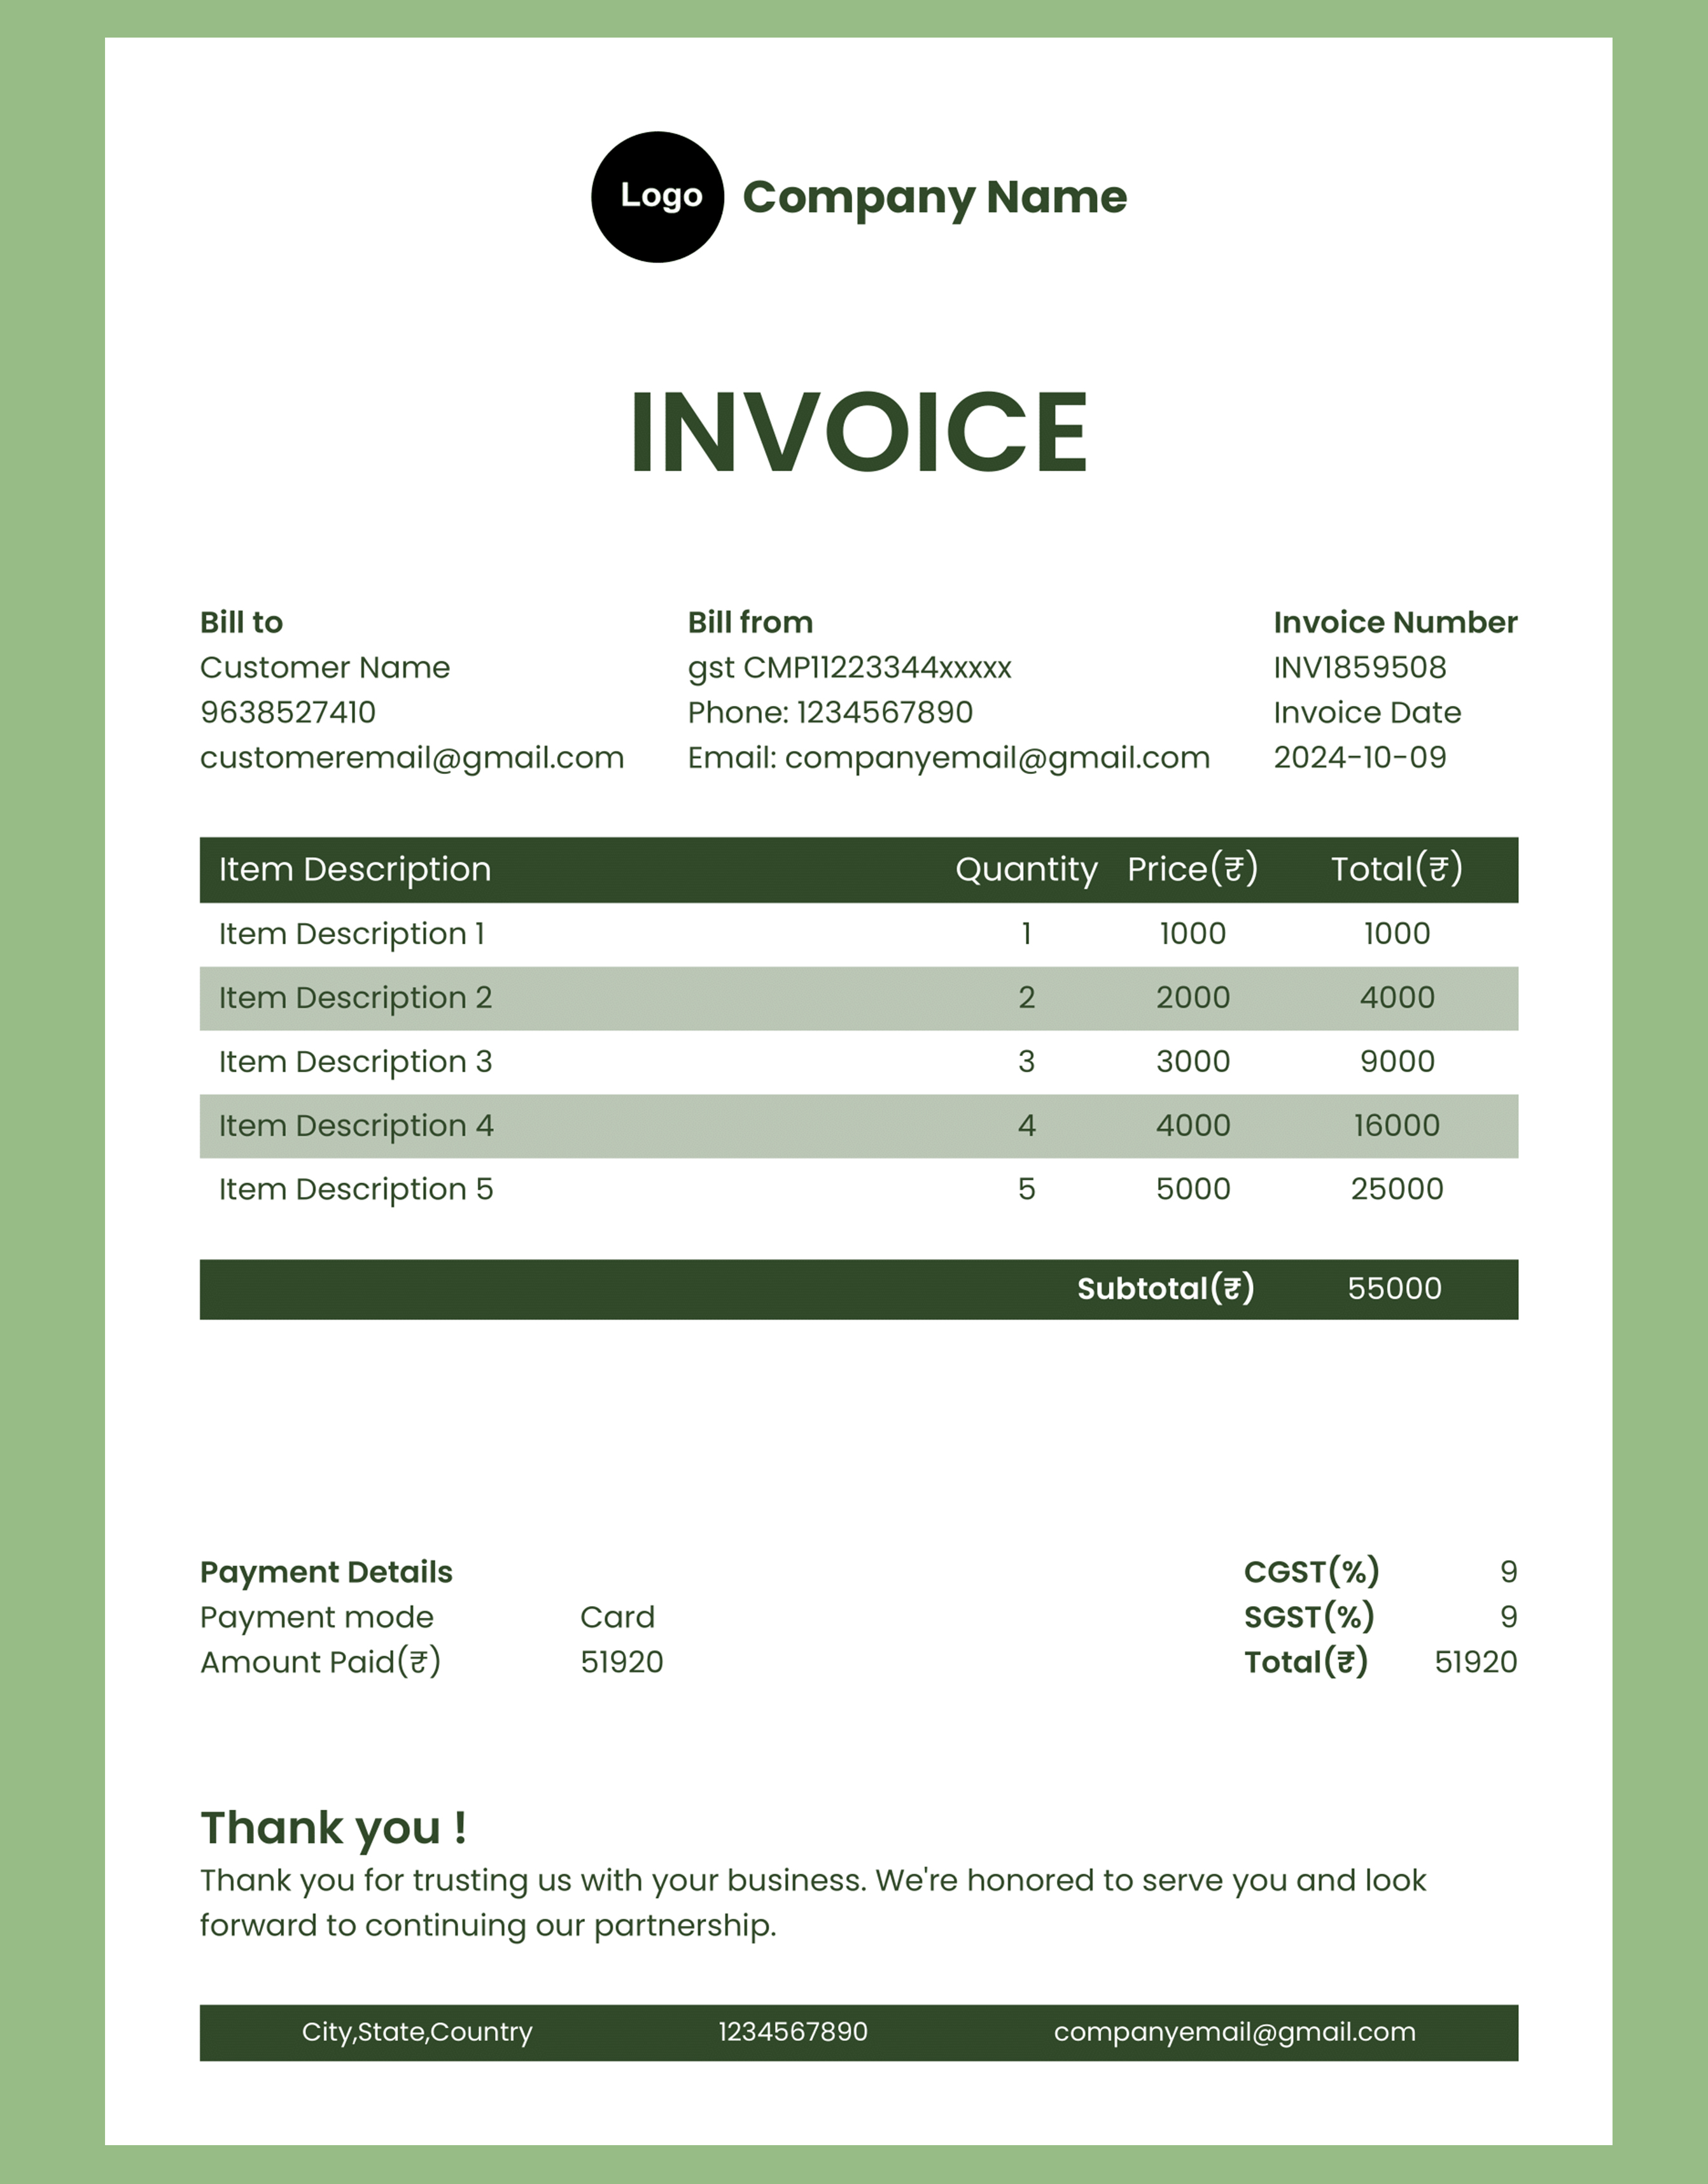 Logo
Company Name
INVOICE
Bill to
Customer Name
9638527410
customeremail@gmail.com
Bill from
gst CMP11223344xxxxx
Phone: 1234567890
Email: companyemail@gmail.com
Invoice Number
INV1859508
Invoice Date
2024-10-09
Item Description Quantity Price(₹) Total(₹)
Item Description 1 1 1000 1000
Item Description 2 2 2000 4000
Item Description 3 3 3000 9000
Item Description 4 4 4000 16000
Item Description 5 5 5000 25000
Subtotal(₹) 55000
Payment Details
Payment mode Card
Amount Paid(₹) 51920
CGST(%) 9
SGST(%) 9
Total(₹) 51920
Thank you !
Thank you for trusting us with your business. We're honored to serve you and look
forward to continuing our partnership.
City,State,Country 1234567890 companyemail@gmail.com